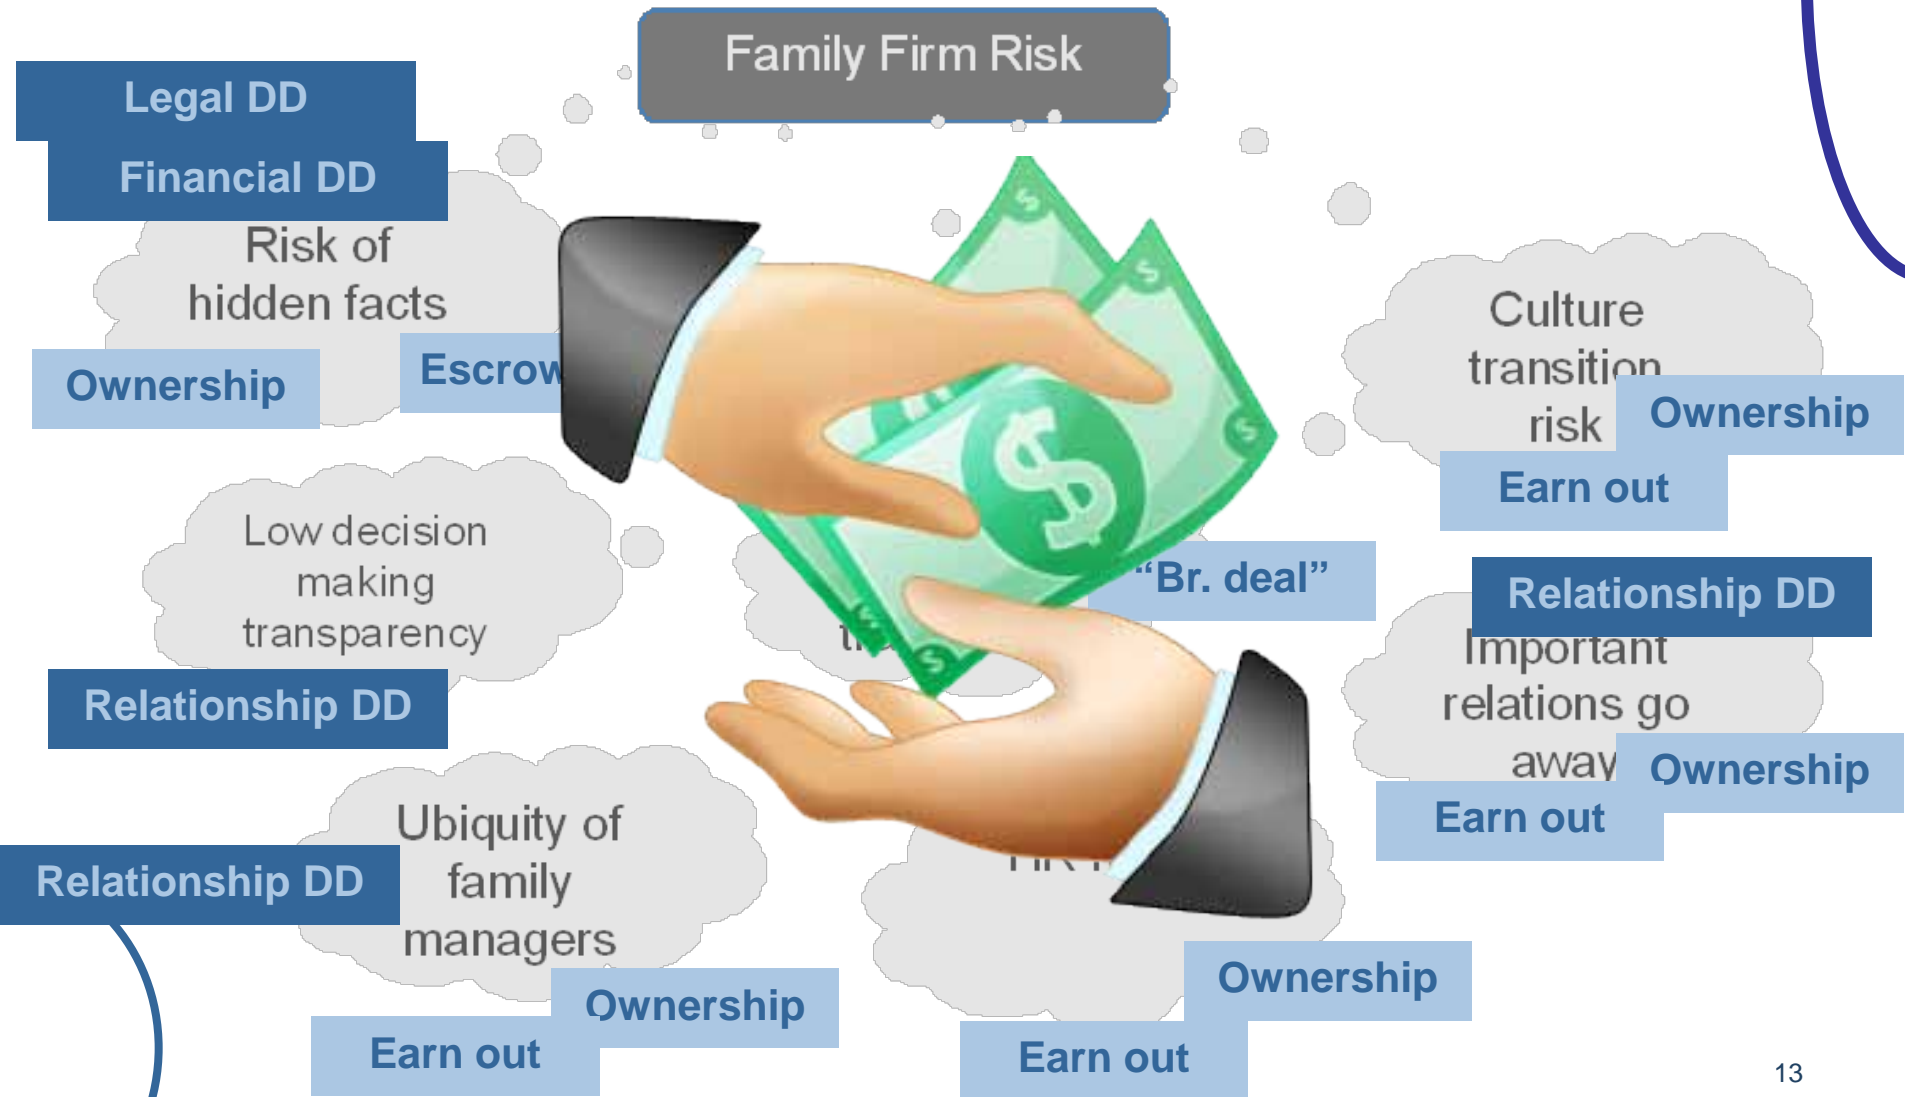 Family Firm Risk
Legal DD
Financial DD
Risk of
hidden facts
Ownership
Escrow
Culture
transition
risk
Ownership
Earn out
Low decision
making
transparency
Relationship DD
“Br. deal”
Relationship DD
Important
relations go
away
Ownership
Earn out
Ubiquity of
family
managers
Relationship DD
Ownership
Earn out
Ownership
Earn out
13